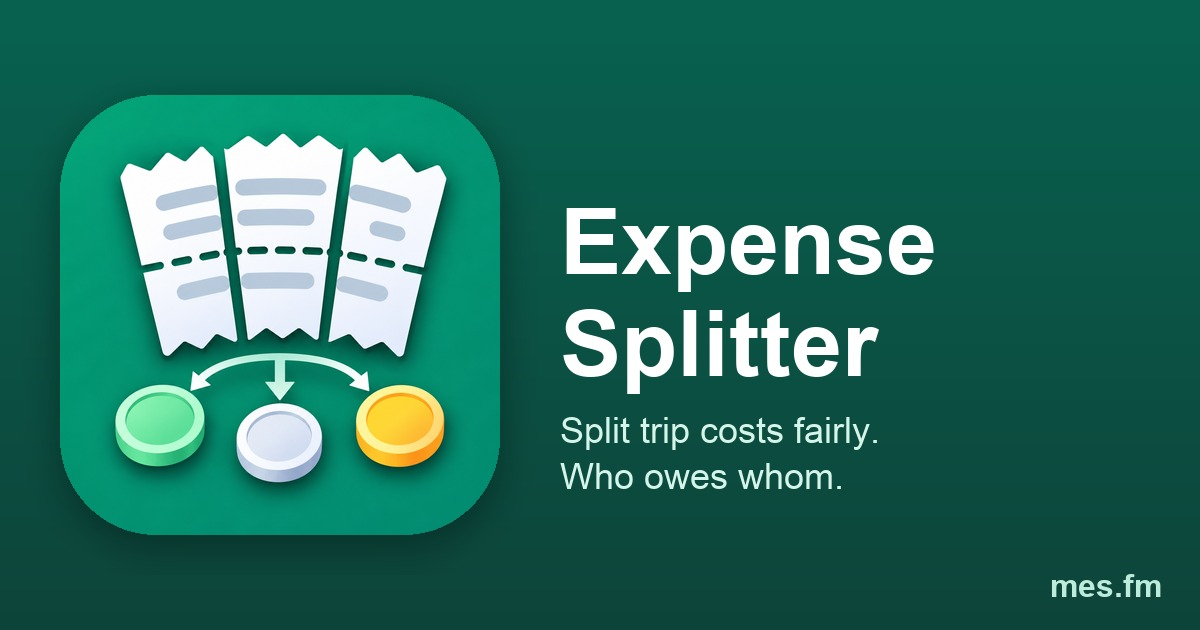 Expense
Splitter
Split trip costs fairly.
Who owes whom.
mes.fm